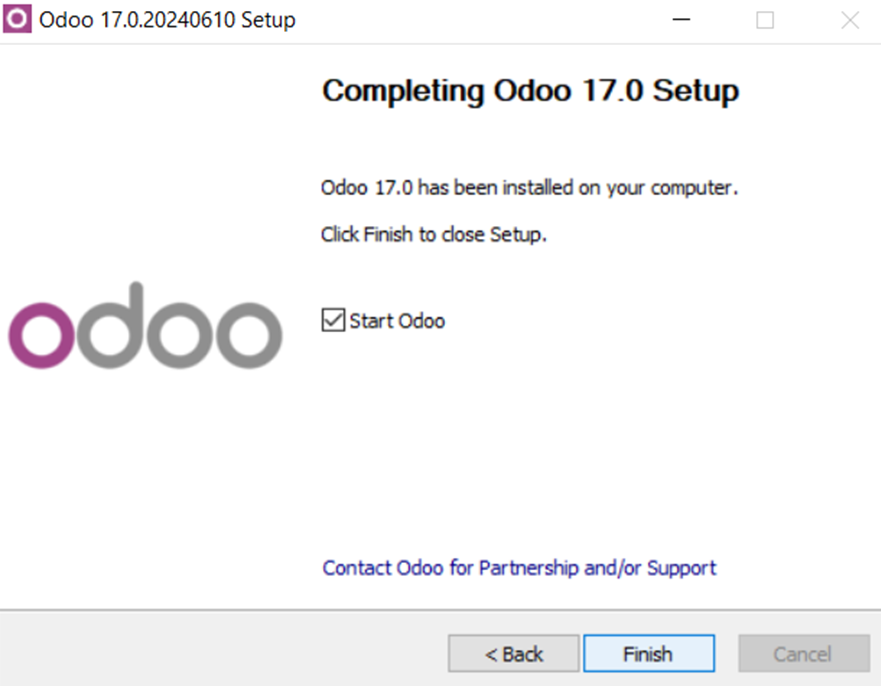 Odoo 17.0.20240610 Setup
Completing Odoo 17.0 Setup
Odoo 17.0 has been installed on your computer.
Click Finish to close Setup.
odoo
Start Odoo
Contact Odoo for Partnership and/or Support
< Back Finish Cancel